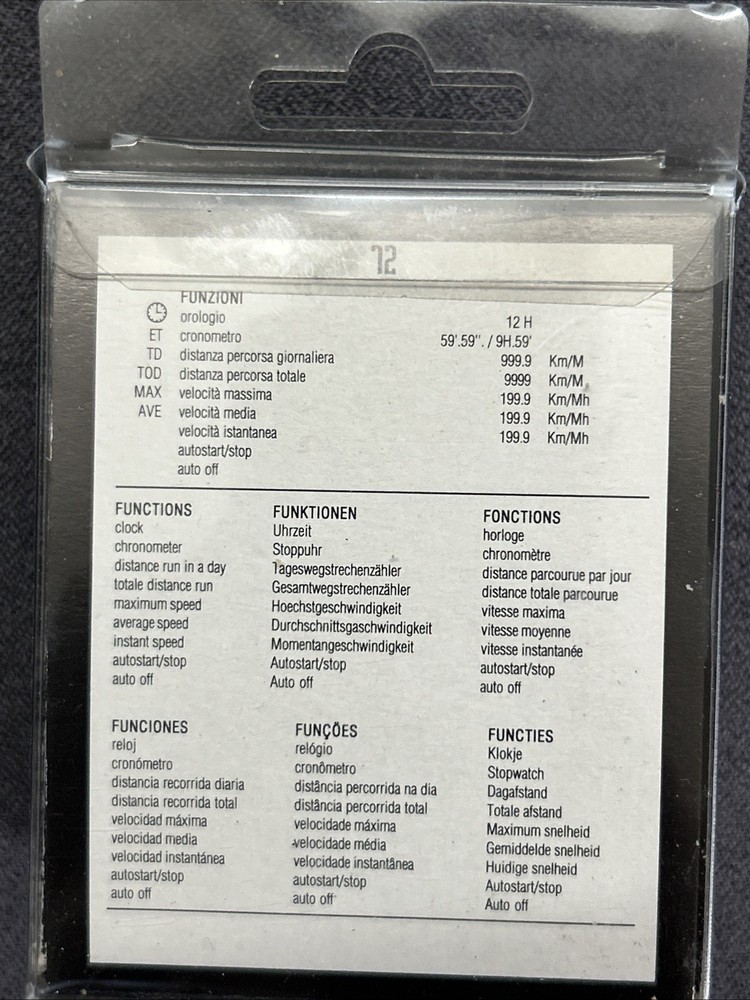 72
FUNZIONI
orologio 12 H
ET cronometro 59'.59". / 9H.59'
TD distanza percorsa giornaliera 999.9 Km/M
TOD distanza percorsa totale 9999 Km/M
MAX velocità massima 199.9 Km/Mh
AVE velocità media 199.9 Km/Mh
velocità istantanea 199.9 Km/Mh
autostart/stop
auto off
FUNCTIONS
clock
chronometer
distance run in a day
totale distance run
maximum speed
average speed
instant speed
autostart/stop
auto off
FUNKTIONEN
Uhrzeit
Stoppuhr
Tageswegstrechenzähler
Gesamtwegstrechenzähler
Hoechstgeschwindigkeit
Durchschnittsgaschwindigkeit
Momentangeschwindigkeit
Autostart/stop
Auto off
FONCTIONS
horloge
chronomètre
distance parcourue par jour
distance totale parcourue
vitesse maxima
vitesse moyenne
vitesse instantanée
autostart/stop
auto off
FUNCIONES
reloj
cronómetro
distancia recorrida diaria
distancia recorrida total
velocidad máxima
velocidad media
velocidad instantánea
autostart/stop
auto off
FUNÇÕES
relógio
cronômetro
distância percorrida na dia
distância percorrida total
velocidade máxima
velocidade média
velocidade instantânea
autostart/stop
auto off
FUNCTIES
Klokje
Stopwatch
Dagafstand
Totale afstand
Maximum snelheid
Gemiddelde snelheid
Huidige snelheid
Autostart/stop
Auto off